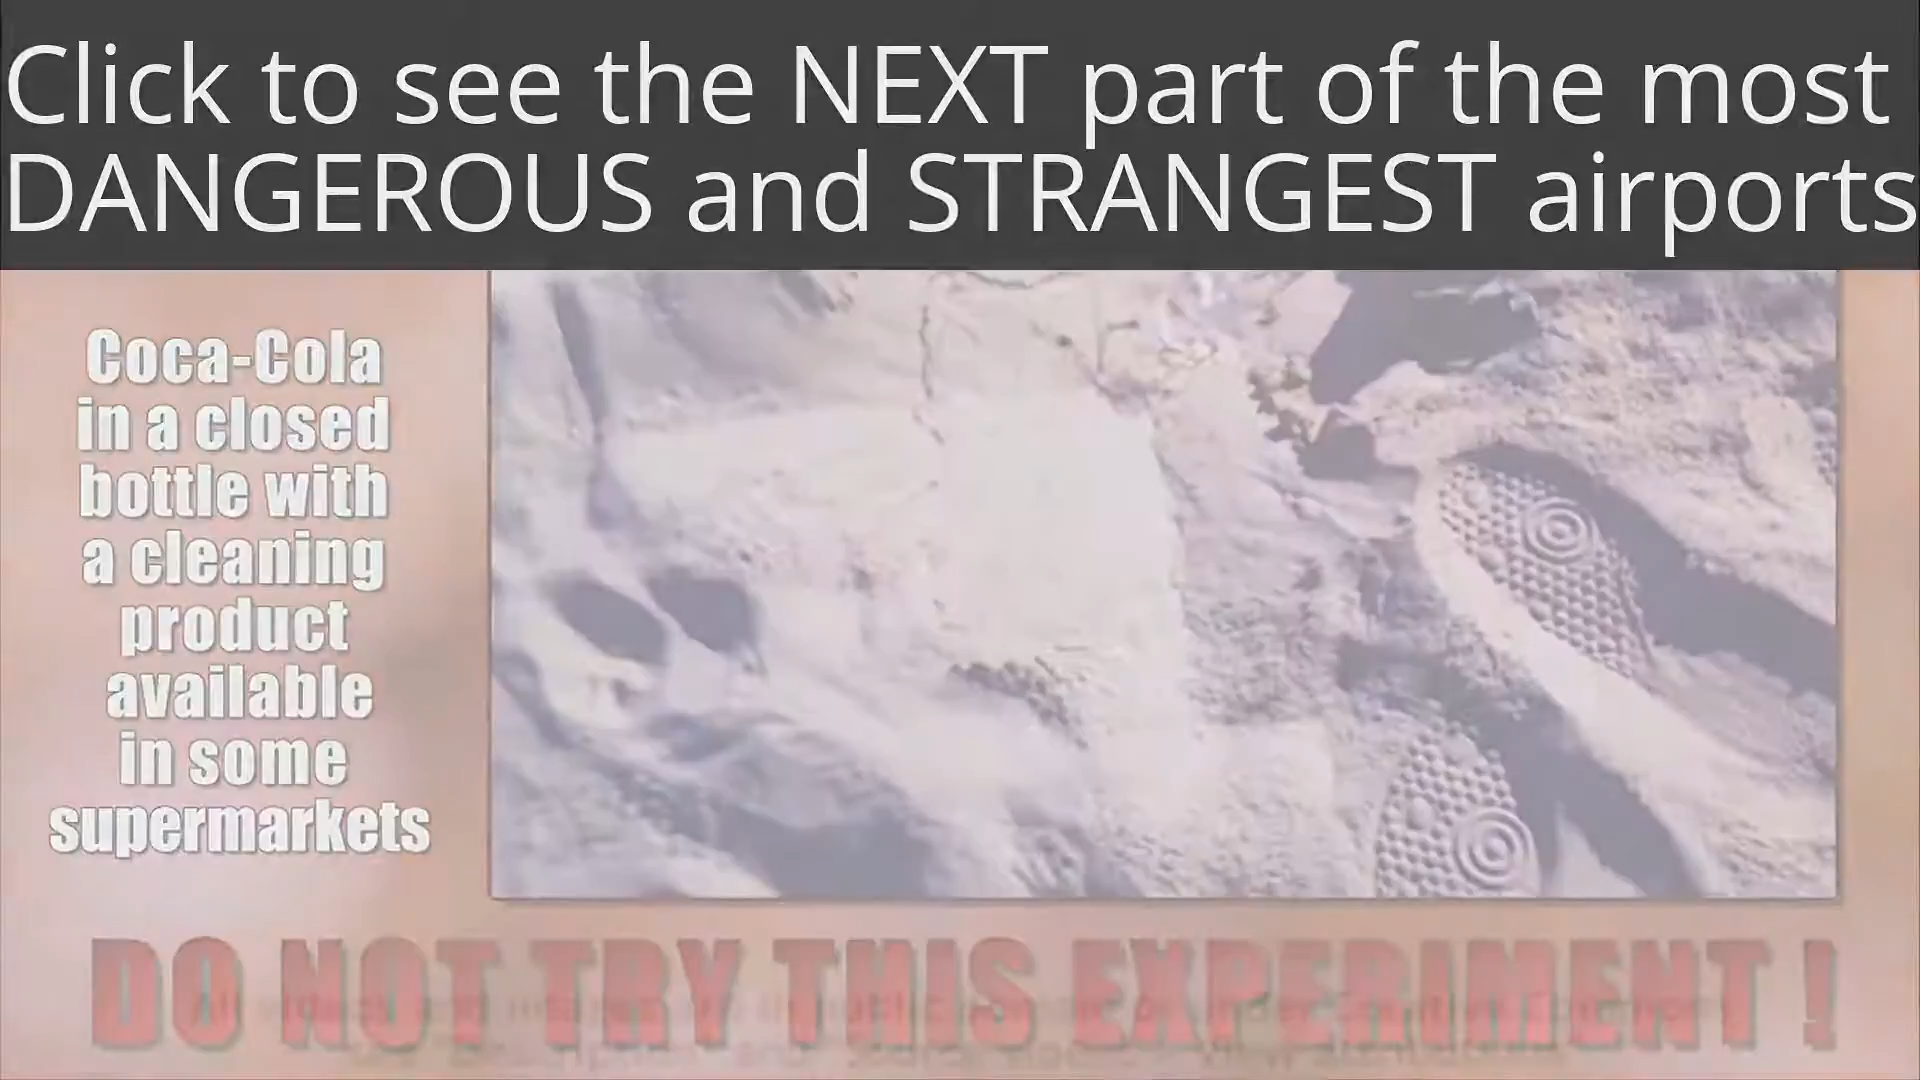 Click to see the NEXT part of the most
DANGEROUS and STRANGEST airports
Coca-Cola
in a closed
bottle with
a cleaning
product
available
in some
supermarkets
DO NOT TRY THIS EXPERIMENT !